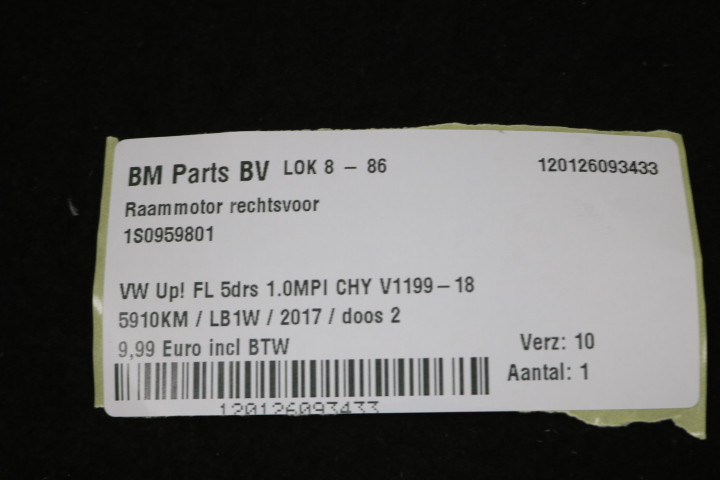 BM Parts BV LOK 8 - 86 120126093433
Raammotor rechtsvoor
1S0959801
VW Up! FL 5drs 1.0MPI CHY V1199-18
5910KM / LB1W / 2017 / doos 2
9,99 Euro incl BTW Verz: 10
Aantal: 1
120126093433